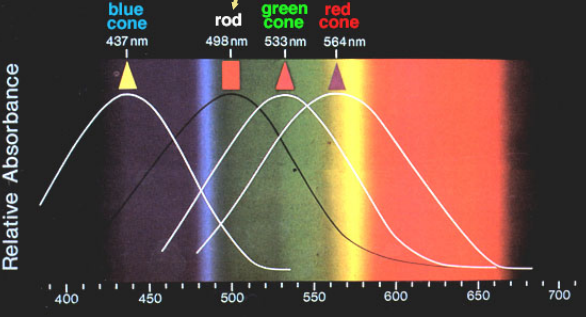 blue
cone
437 nm
rod
498 nm
green
cone
533 nm
red
cone
564 nm
Relative Absorbance
400
450
500
550
600
650
700